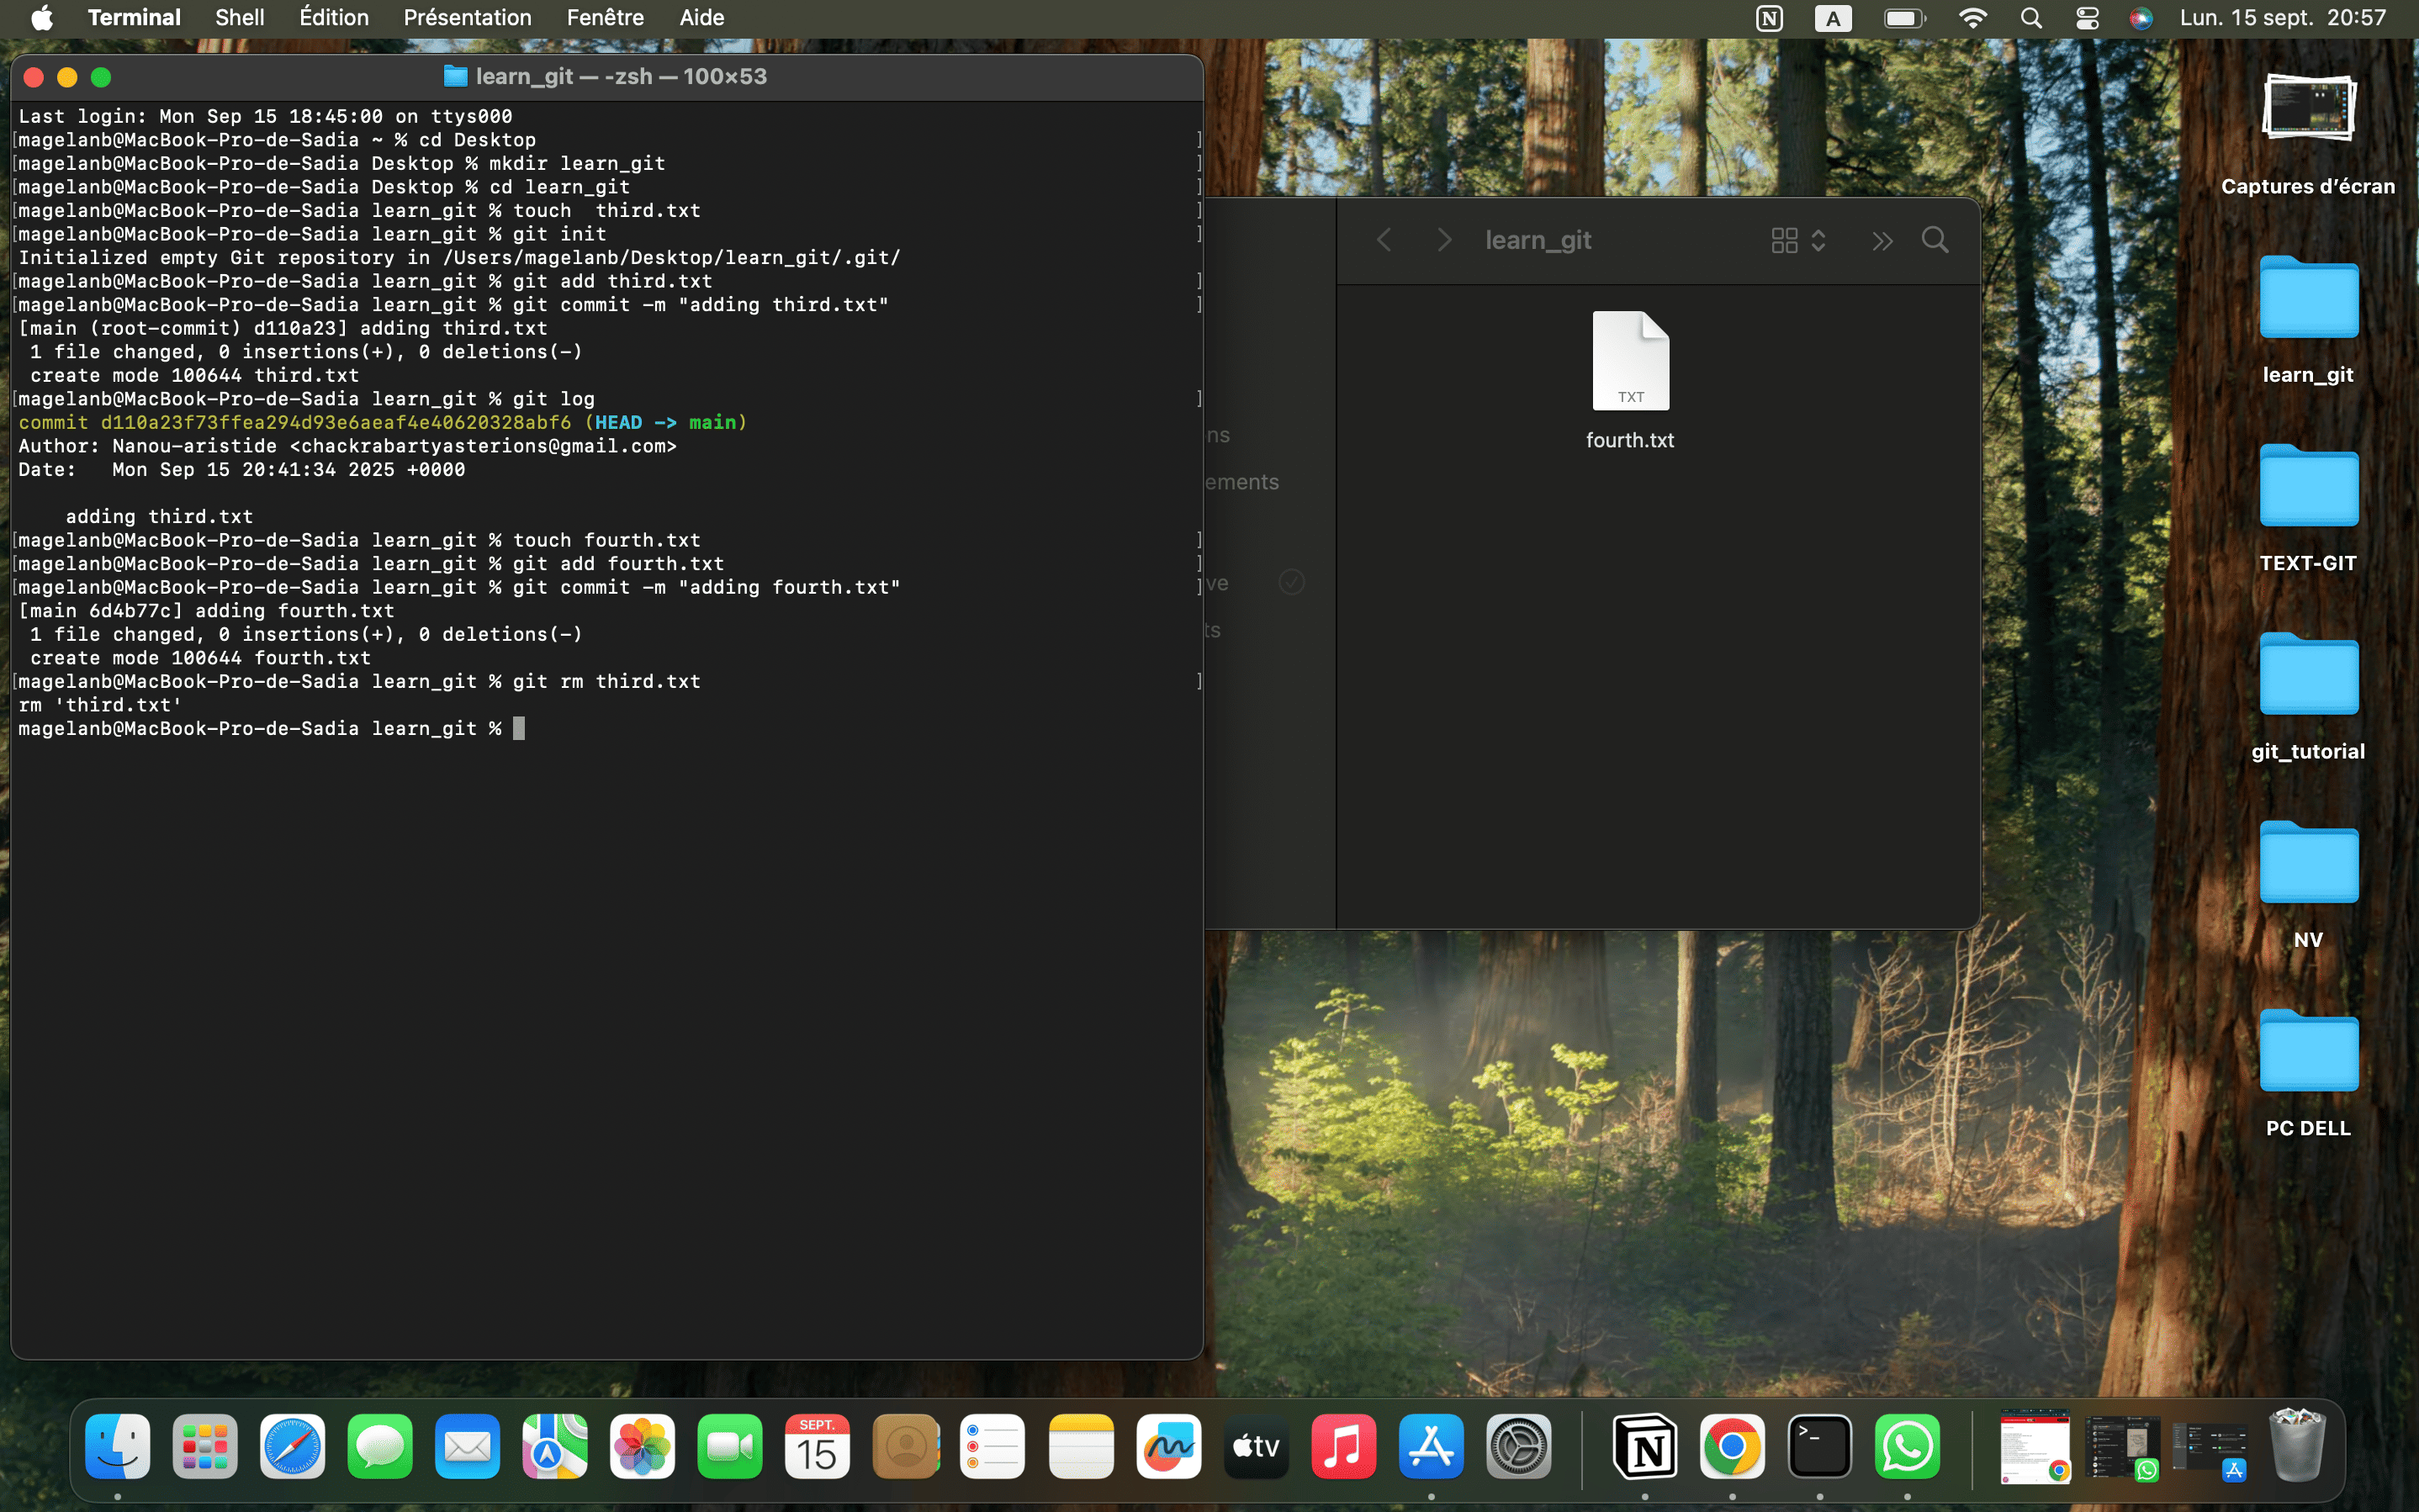 Terminal Shell Édition Présentation Fenêtre Aide
N A Lun. 15 sept. 20:57
learn_git — -zsh — 100×53
Last login: Mon Sep 15 18:45:00 on ttys000
[magelanb@MacBook-Pro-de-Sadia ~ % cd Desktop ]
[magelanb@MacBook-Pro-de-Sadia Desktop % mkdir learn_git ]
[magelanb@MacBook-Pro-de-Sadia Desktop % cd learn_git ]
[magelanb@MacBook-Pro-de-Sadia learn_git % touch  third.txt ]
[magelanb@MacBook-Pro-de-Sadia learn_git % git init ]
Initialized empty Git repository in /Users/magelanb/Desktop/learn_git/.git/
[magelanb@MacBook-Pro-de-Sadia learn_git % git add third.txt ]
[magelanb@MacBook-Pro-de-Sadia learn_git % git commit -m "adding third.txt" ]
[main (root-commit) d110a23] adding third.txt
 1 file changed, 0 insertions(+), 0 deletions(-)
 create mode 100644 third.txt
[magelanb@MacBook-Pro-de-Sadia learn_git % git log ]
commit d110a23f73ffea294d93e6aeaf4e40620328abf6 (HEAD -> main)
Author: Nanou-aristide <chackrabartyasterions@gmail.com>
Date:   Mon Sep 15 20:41:34 2025 +0000
    adding third.txt
[magelanb@MacBook-Pro-de-Sadia learn_git % touch fourth.txt ]
[magelanb@MacBook-Pro-de-Sadia learn_git % git add fourth.txt ]
[magelanb@MacBook-Pro-de-Sadia learn_git % git commit -m "adding fourth.txt" ]
[main 6d4b77c] adding fourth.txt
 1 file changed, 0 insertions(+), 0 deletions(-)
 create mode 100644 fourth.txt
[magelanb@MacBook-Pro-de-Sadia learn_git % git rm third.txt ]
rm 'third.txt'
magelanb@MacBook-Pro-de-Sadia learn_git %
learn_git
TXT
fourth.txt
ns
ements
ve
ts
Captures d'écran
learn_git
TEXT-GIT
git_tutorial
NV
PC DELL
SEPT.
15
tv
N
>_